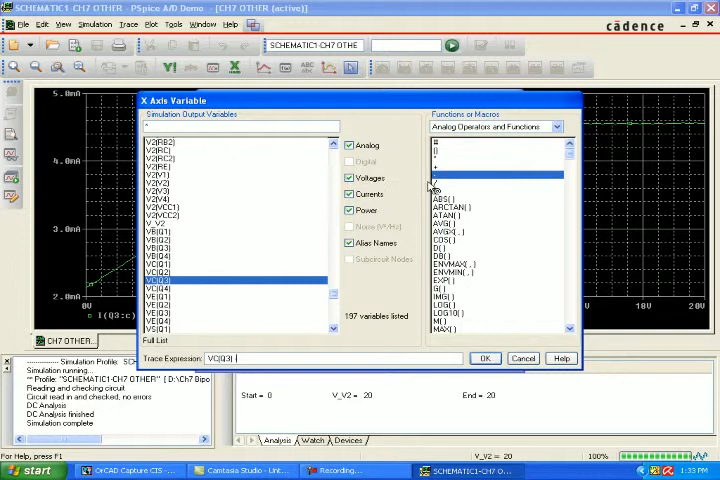 SCHEMATIC1-CH7 OTHER - PSpice A/D Demo - [CH7 OTHER (active)]
File Edit View Simulation Trace Plot Tools Window Help
cādence
SCHEMATIC1-CH7 OTHE
X Axis Variable
Simulation Output Variables
Functions or Macros
*
Analog Operators and Functions
V2(RB2)
V2(RC)
V2(RC2)
V2(RE)
V2(V1)
V2(V2)
V2(V3)
V2(V4)
V2(VCC1)
V2(VCC2)
V_V2
VB(Q1)
VB(Q2)
VB(Q3)
VB(Q4)
VC(Q1)
VC(Q2)
VC(Q3)
VC(Q4)
VE(Q1)
VE(Q2)
VE(Q3)
VE(Q4)
VS(Q1)
Analog
Digital
Voltages
Currents
Power
Noise (V²/Hz)
Alias Names
Subcircuit Nodes
197 variables listed
#
()
*
+
-
/
@
ABS( )
ARCTAN( )
ATAN( )
AVG( )
AVGX( , )
COS( )
D( )
DB( )
ENVMAX( , )
ENVMIN( , )
EXP( )
G( )
IMG( )
LOG( )
LOG10( )
M( )
MAX( )
Full List
Trace Expression: VC(Q3)
OK Cancel Help
5.0mA
4.0mA
3.0mA
2.0mA
0V
I(Q3:c)
18V 20V
CH7 OTHER...
Simulation Profile: SC
Simulation running...
~~ Profile: "SCHEMATIC1-CH7 OTHER" [ D:\Ch7 Bipo
Reading and checking circuit
Circuit read in and checked, no errors
DC Analysis
DC Analysis finished
Simulation complete
Start = 0 V_V2 = 20 End = 20
Analysis Watch Devices
For Help, press F1
V_V2 = 20 100%
start
OrCAD Capture CIS - ...
Camtasia Studio - Unt...
Recording...
SCHEMATIC1-CH7 O...
1:33 PM